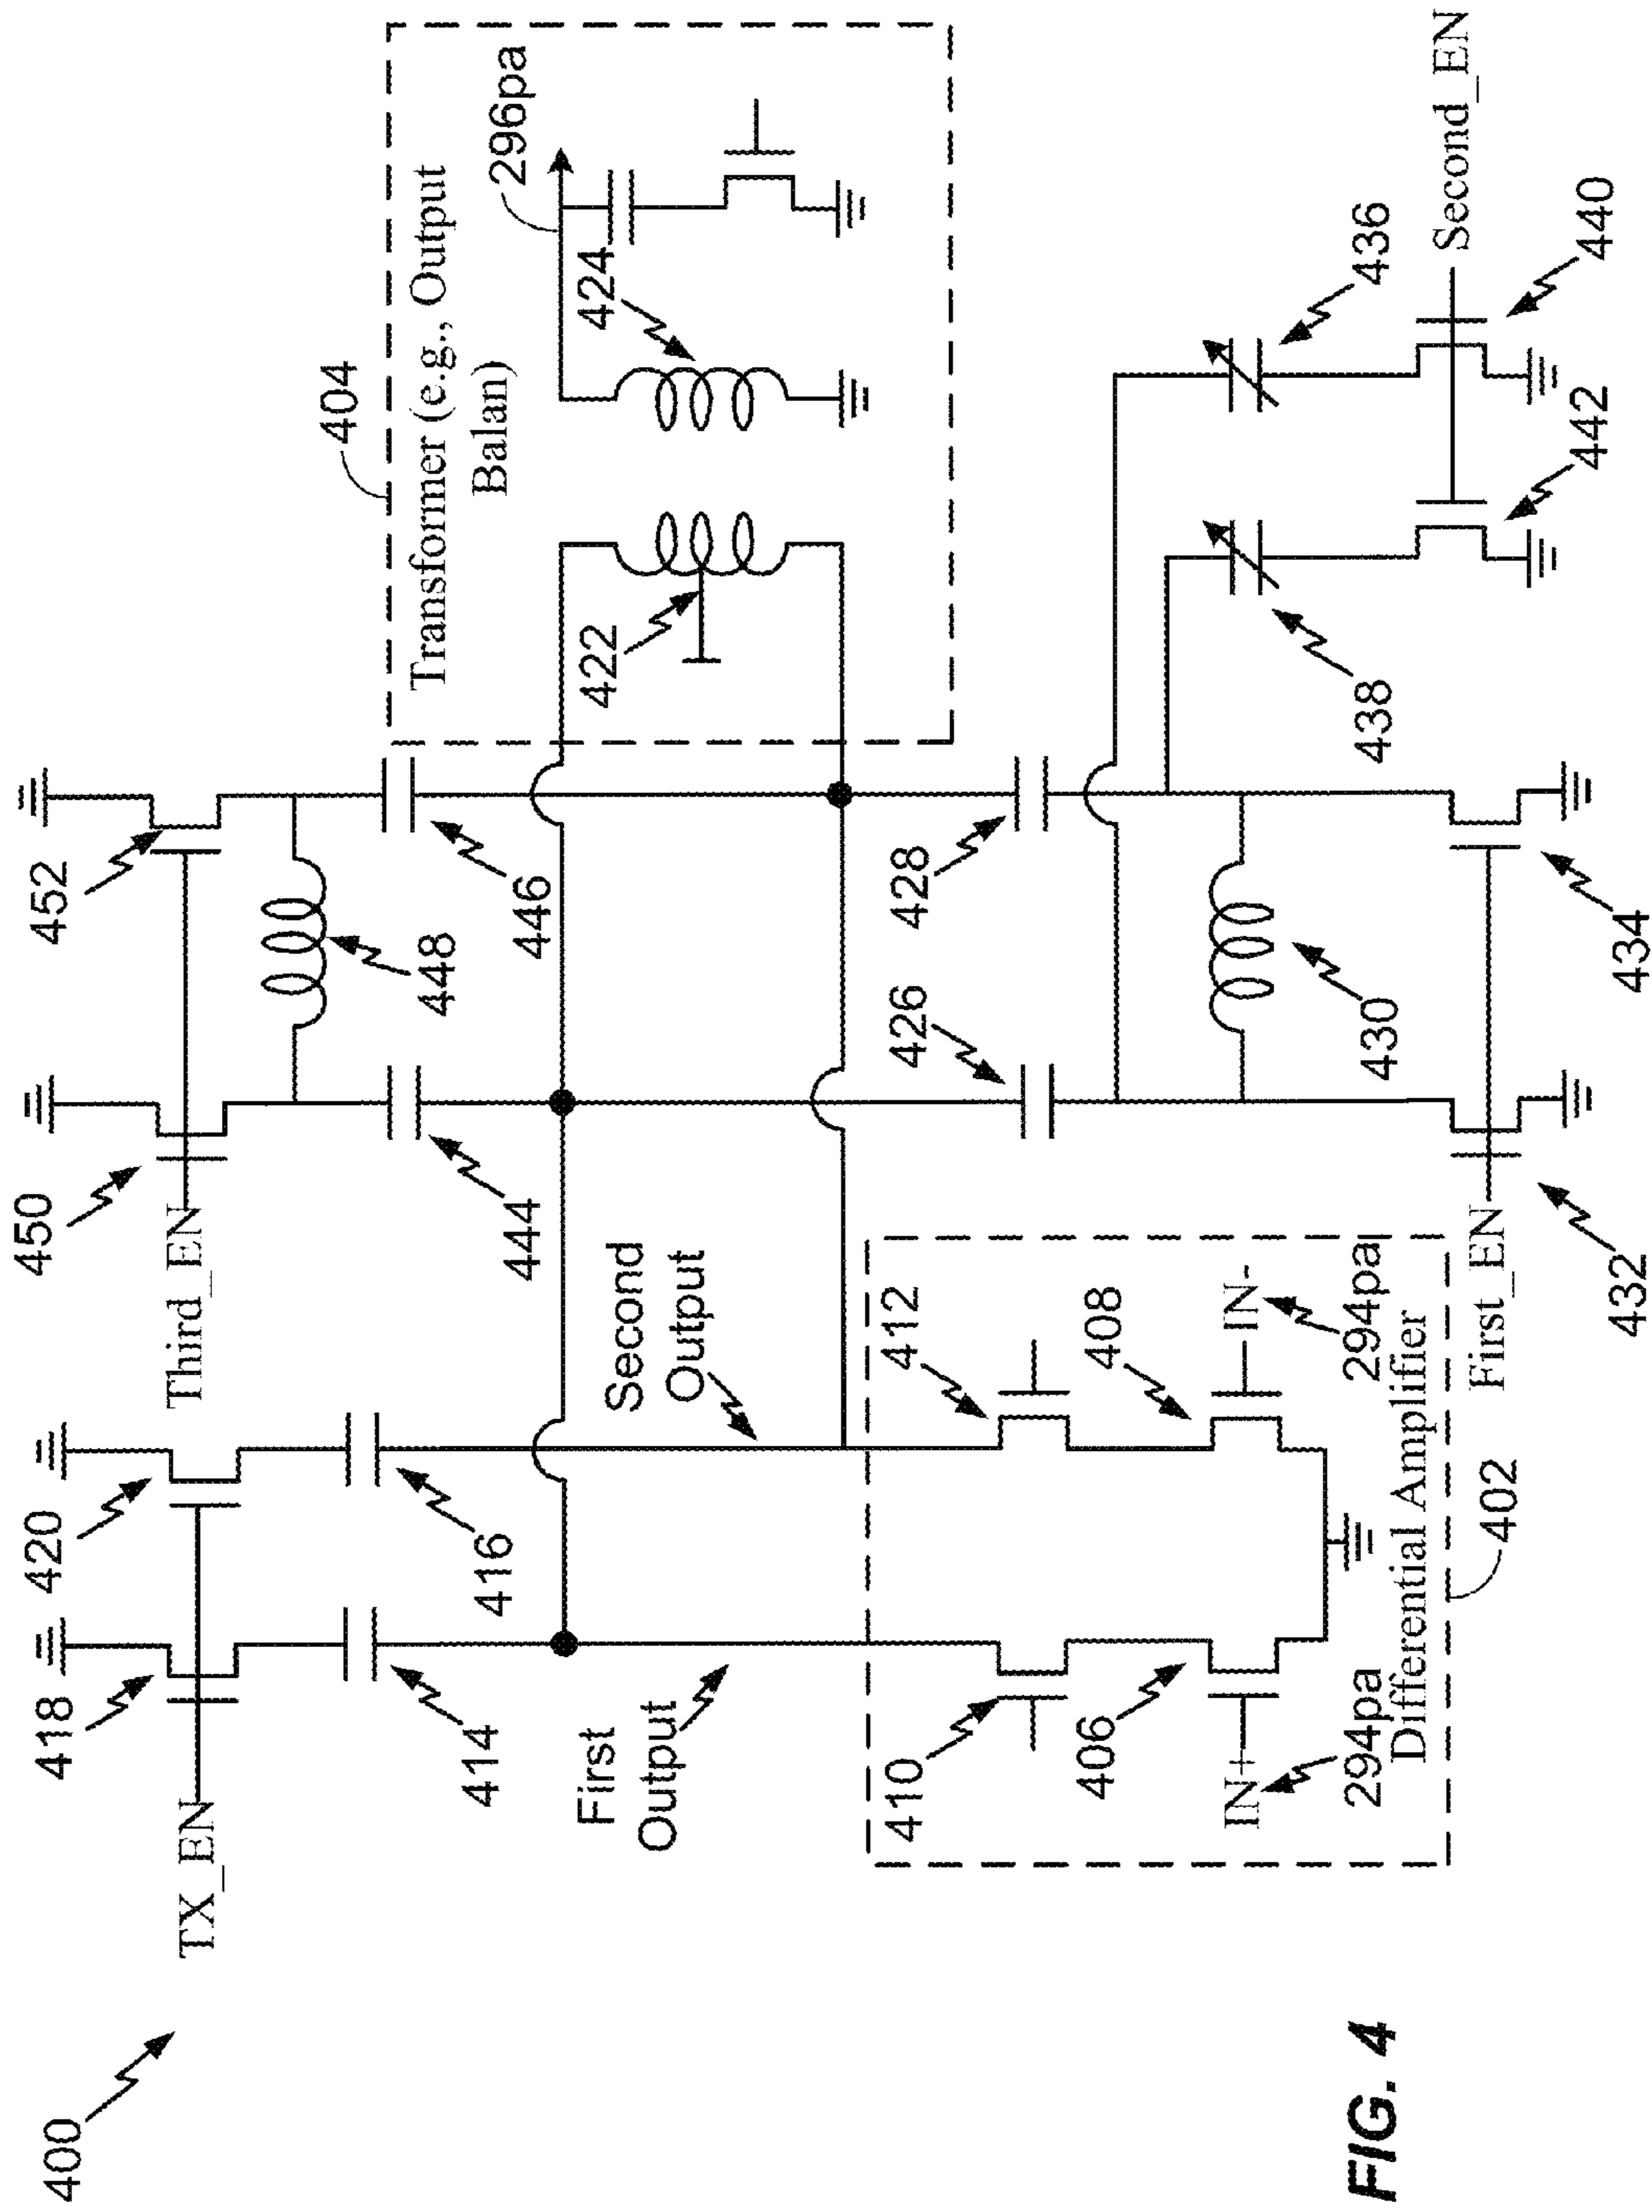 400
TX_EN
418
420
414
416
Third_EN
450
452
448
444
446
404
Transformer (e.g., Output
Balan)
422
424
296pa
First
Output
Second
Output
410
412
406
408
IN+
IN-
294pa
294pa
Differential Amplifier
402
426
428
430
First_EN
432
434
438
436
442
440
Second_EN
FIG. 4